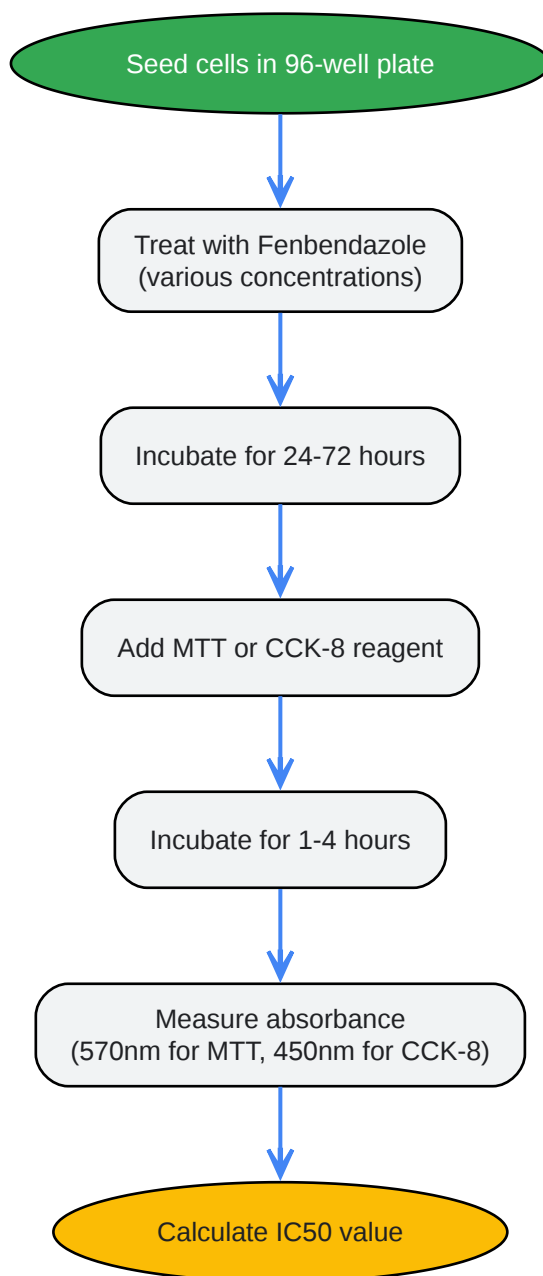 Seed cells in 96-well plate
Treat with Fenbendazole
(various concentrations)
Incubate for 24-72 hours
Add MTT or CCK-8 reagent
Incubate for 1-4 hours
Measure absorbance
(570nm for MTT, 450nm for CCK-8)
Calculate IC50 value